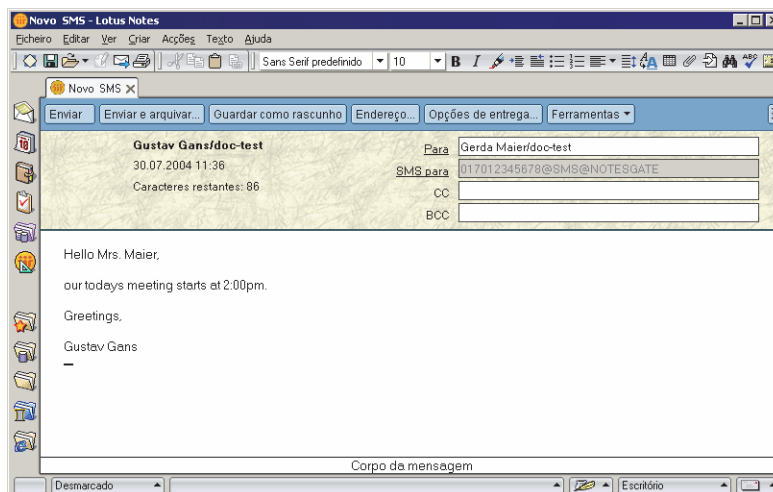 Novo SMS - Lotus Notes
Ficheiro Editar Ver Criar Acções Texto Ajuda
Sans Serif predefinido 10 B I
Novo SMS
Enviar Enviar e arquivar... Guardar como rascunho Endereço... Opções de entrega... Ferramentas
Gustav Gans/doc-test Para Gerda Maier/doc-test
30.07.2004 11:36 SMS para 017012345678@SMS@NOTESGATE
Caracteres restantes: 86 CC
BCC
Hello Mrs. Maier,
our todays meeting starts at 2:00pm.
Greetings,
Gustav Gans
Corpo da mensagem
Desmarcado Escritório